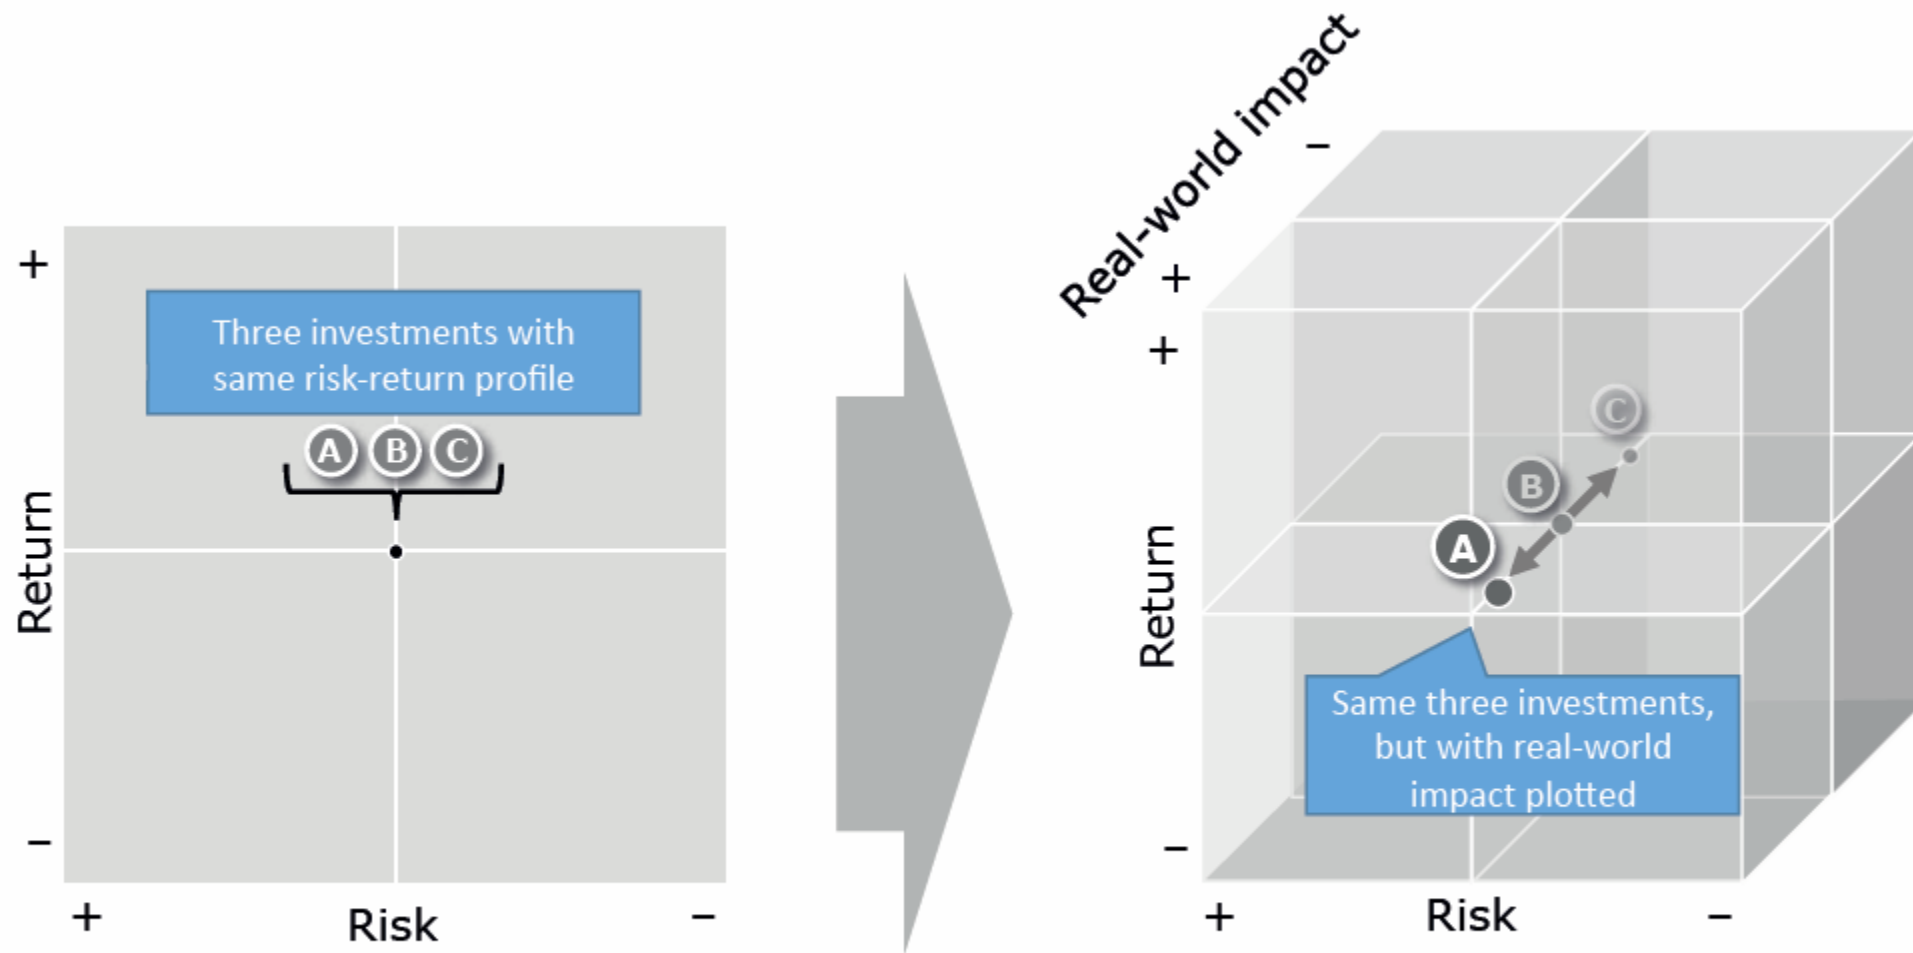 +
Three investments with
same risk-return profile
A B C
Return
–
+ Risk –
Real-world impact
–
+
+
C
B
A
Return
Same three investments,
but with real-world
impact plotted
–
+ Risk –